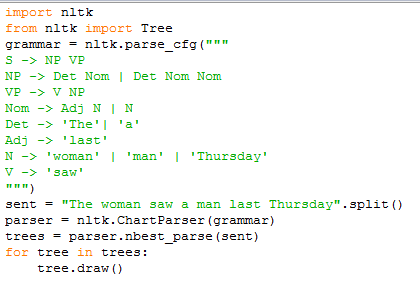 import nltk
from nltk import Tree
grammar = nltk.parse_cfg("""
S -> NP VP
NP -> Det Nom | Det Nom Nom
VP -> V NP
Nom -> Adj N | N
Det -> 'The'| 'a'
Adj -> 'last'
N -> 'woman' | 'man' | 'Thursday'
V -> 'saw'
""")
sent = "The woman saw a man last Thursday".split()
parser = nltk.ChartParser(grammar)
trees = parser.nbest_parse(sent)
for tree in trees:
    tree.draw()